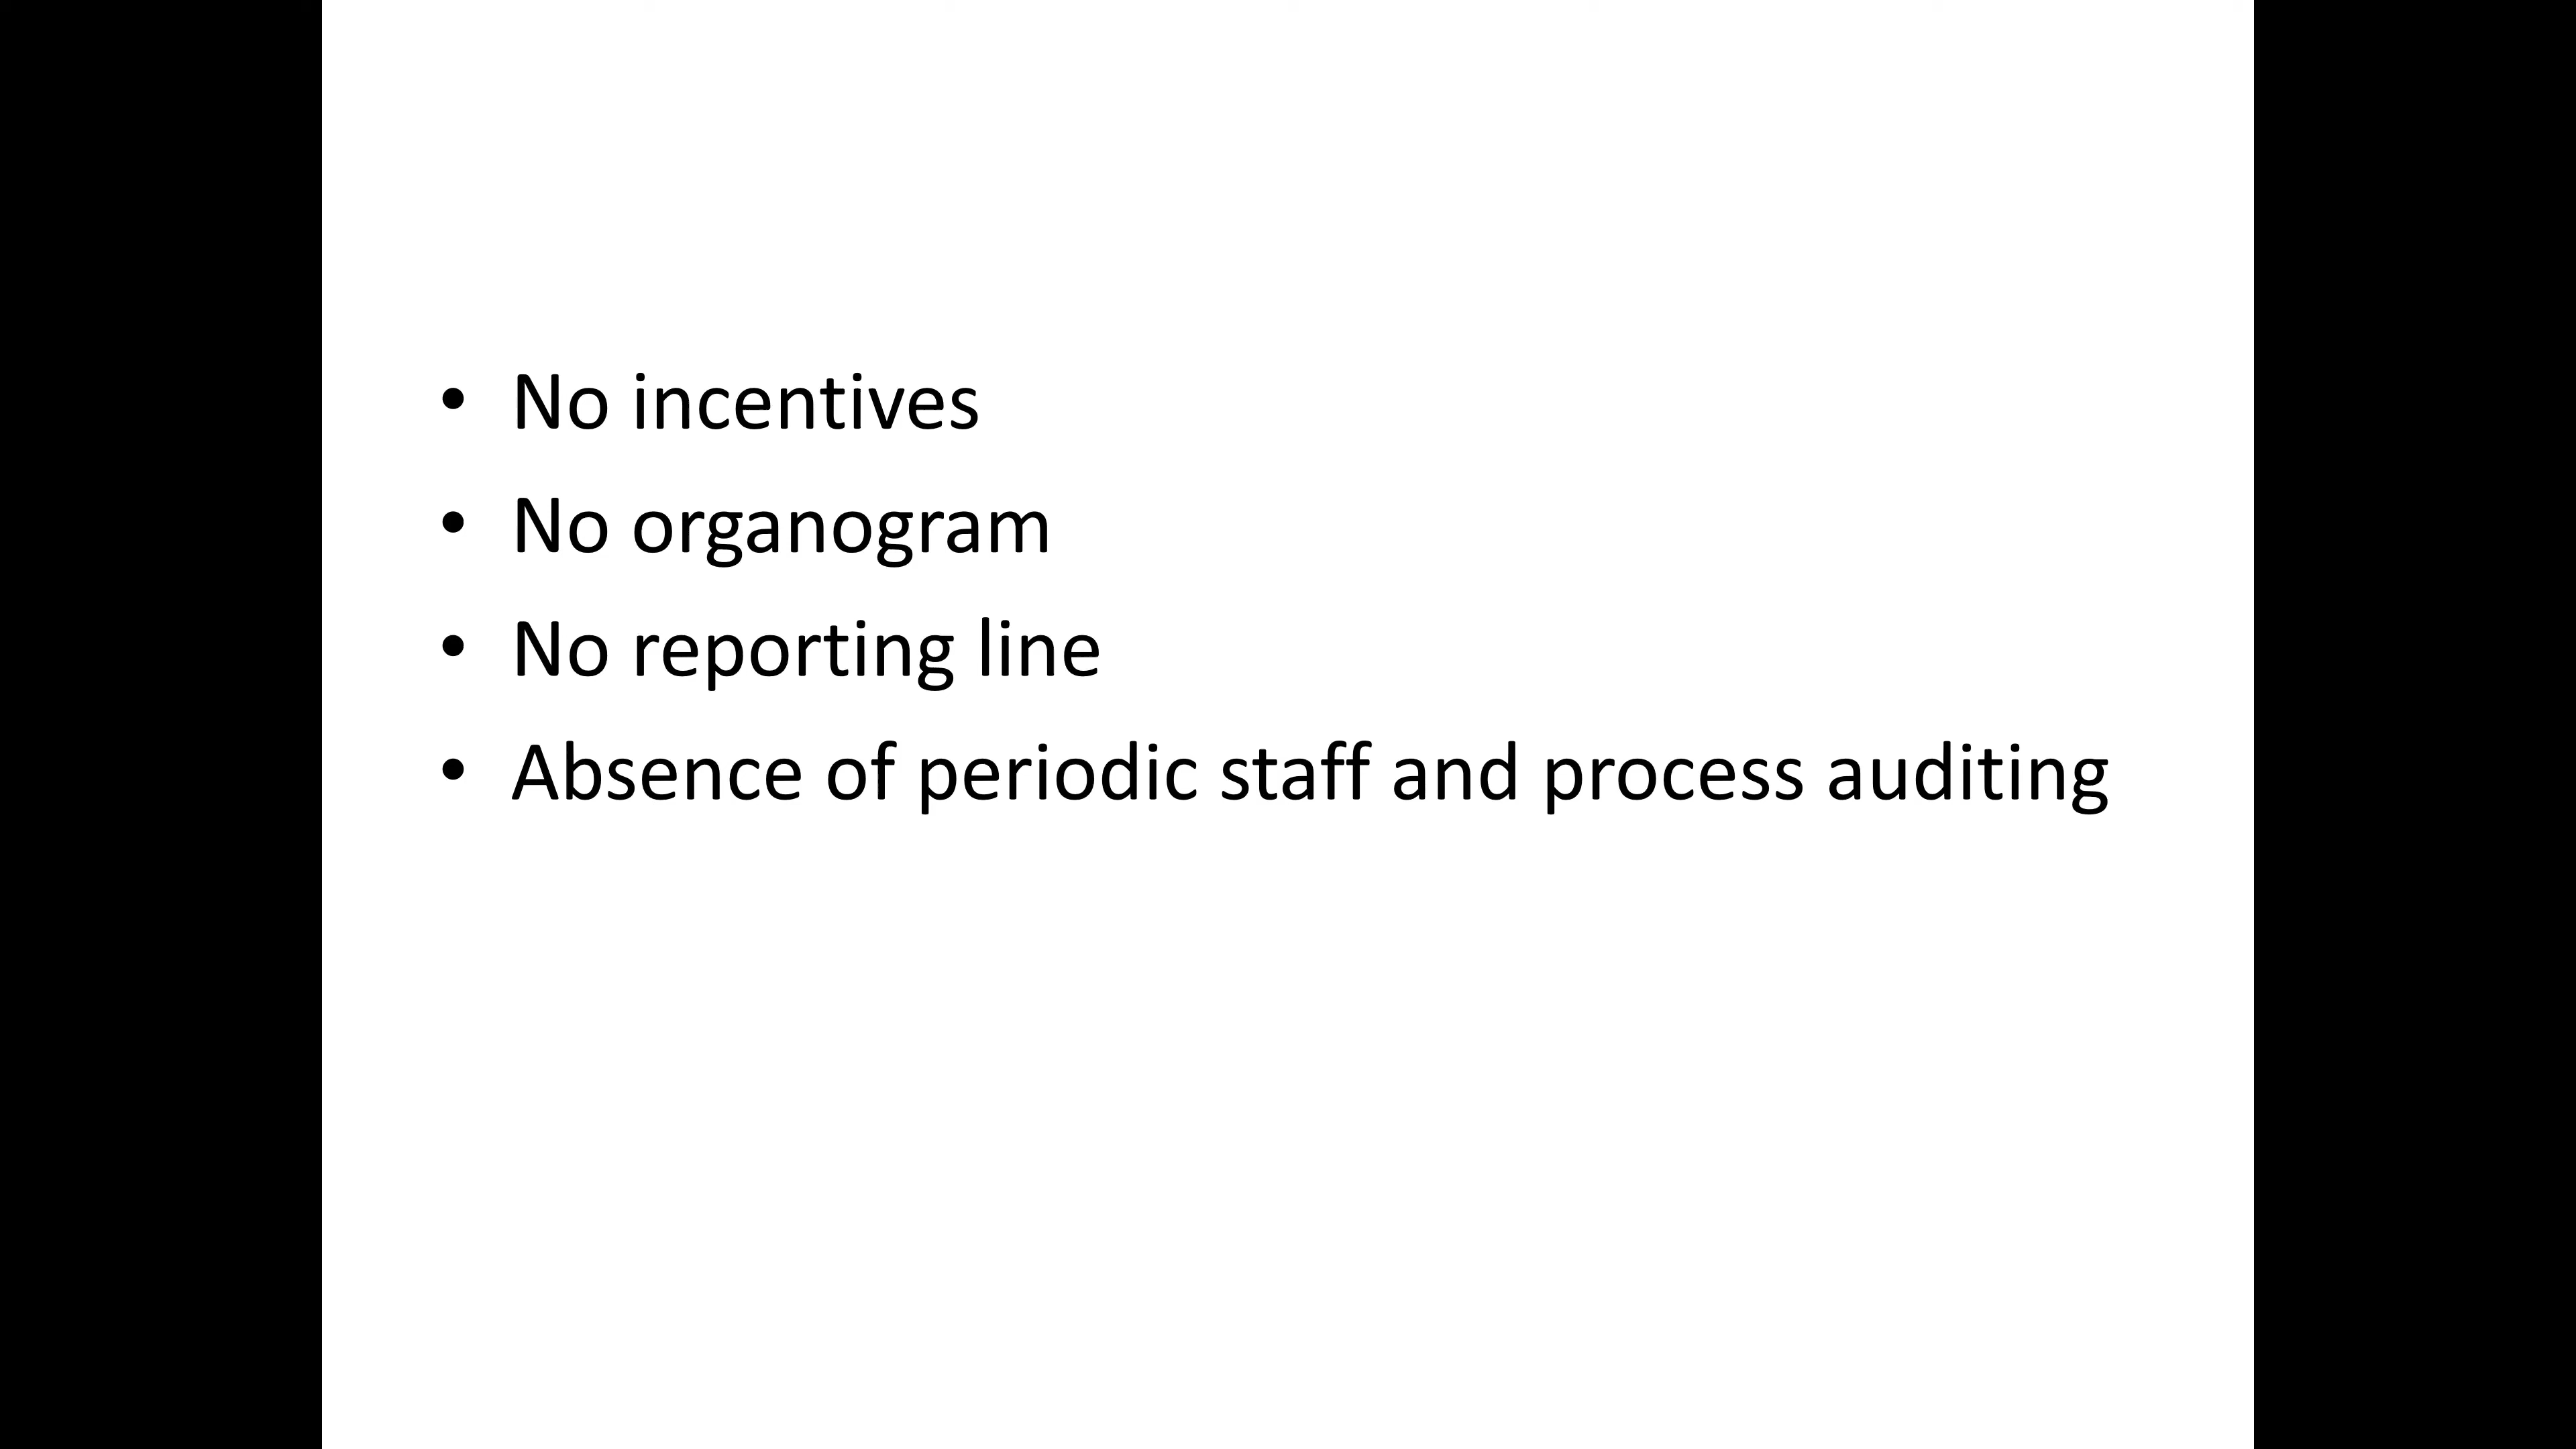 • No incentives
• No organogram
• No reporting line
• Absence of periodic staff and process auditing